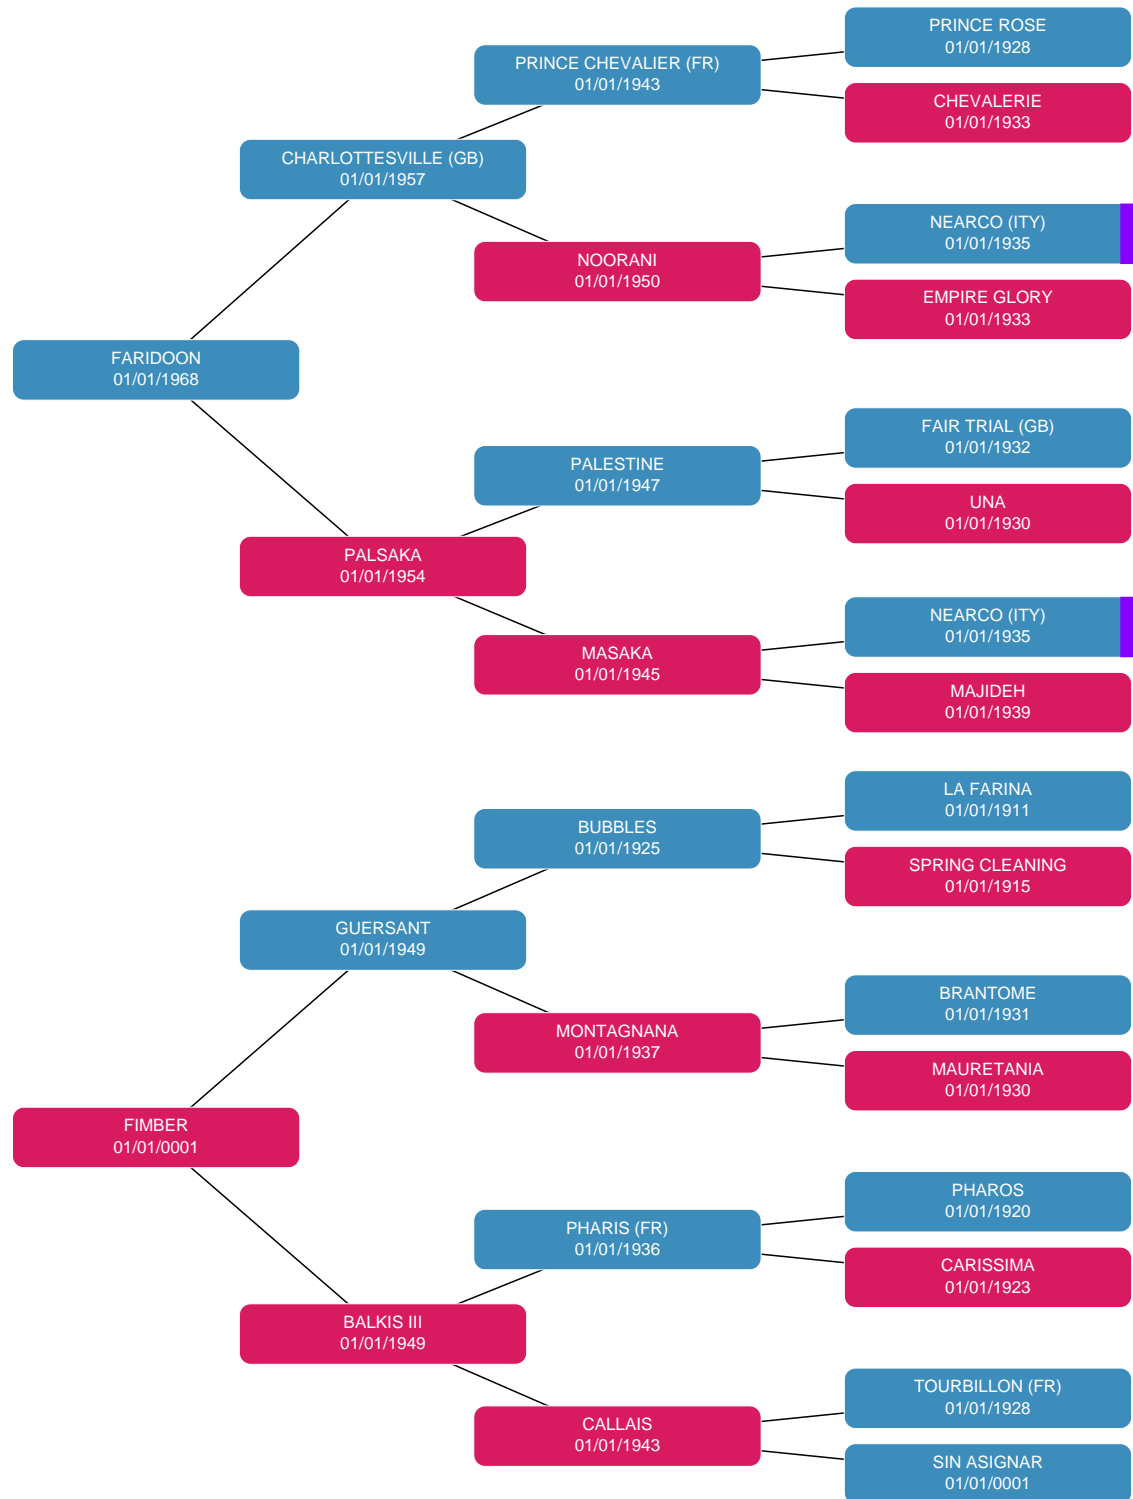 PRINCE ROSE
01/01/1928
PRINCE CHEVALIER (FR)
01/01/1943
CHEVALERIE
01/01/1933
CHARLOTTESVILLE (GB)
01/01/1957
NEARCO (ITY)
01/01/1935
NOORANI
01/01/1950
EMPIRE GLORY
01/01/1933
FARIDOON
01/01/1968
FAIR TRIAL (GB)
01/01/1932
PALESTINE
01/01/1947
UNA
01/01/1930
PALSAKA
01/01/1954
NEARCO (ITY)
01/01/1935
MASAKA
01/01/1945
MAJIDEH
01/01/1939
LA FARINA
01/01/1911
BUBBLES
01/01/1925
SPRING CLEANING
01/01/1915
GUERSANT
01/01/1949
BRANTOME
01/01/1931
MONTAGNANA
01/01/1937
MAURETANIA
01/01/1930
FIMBER
01/01/0001
PHAROS
01/01/1920
PHARIS (FR)
01/01/1936
CARISSIMA
01/01/1923
BALKIS III
01/01/1949
TOURBILLON (FR)
01/01/1928
CALLAIS
01/01/1943
SIN ASIGNAR
01/01/0001